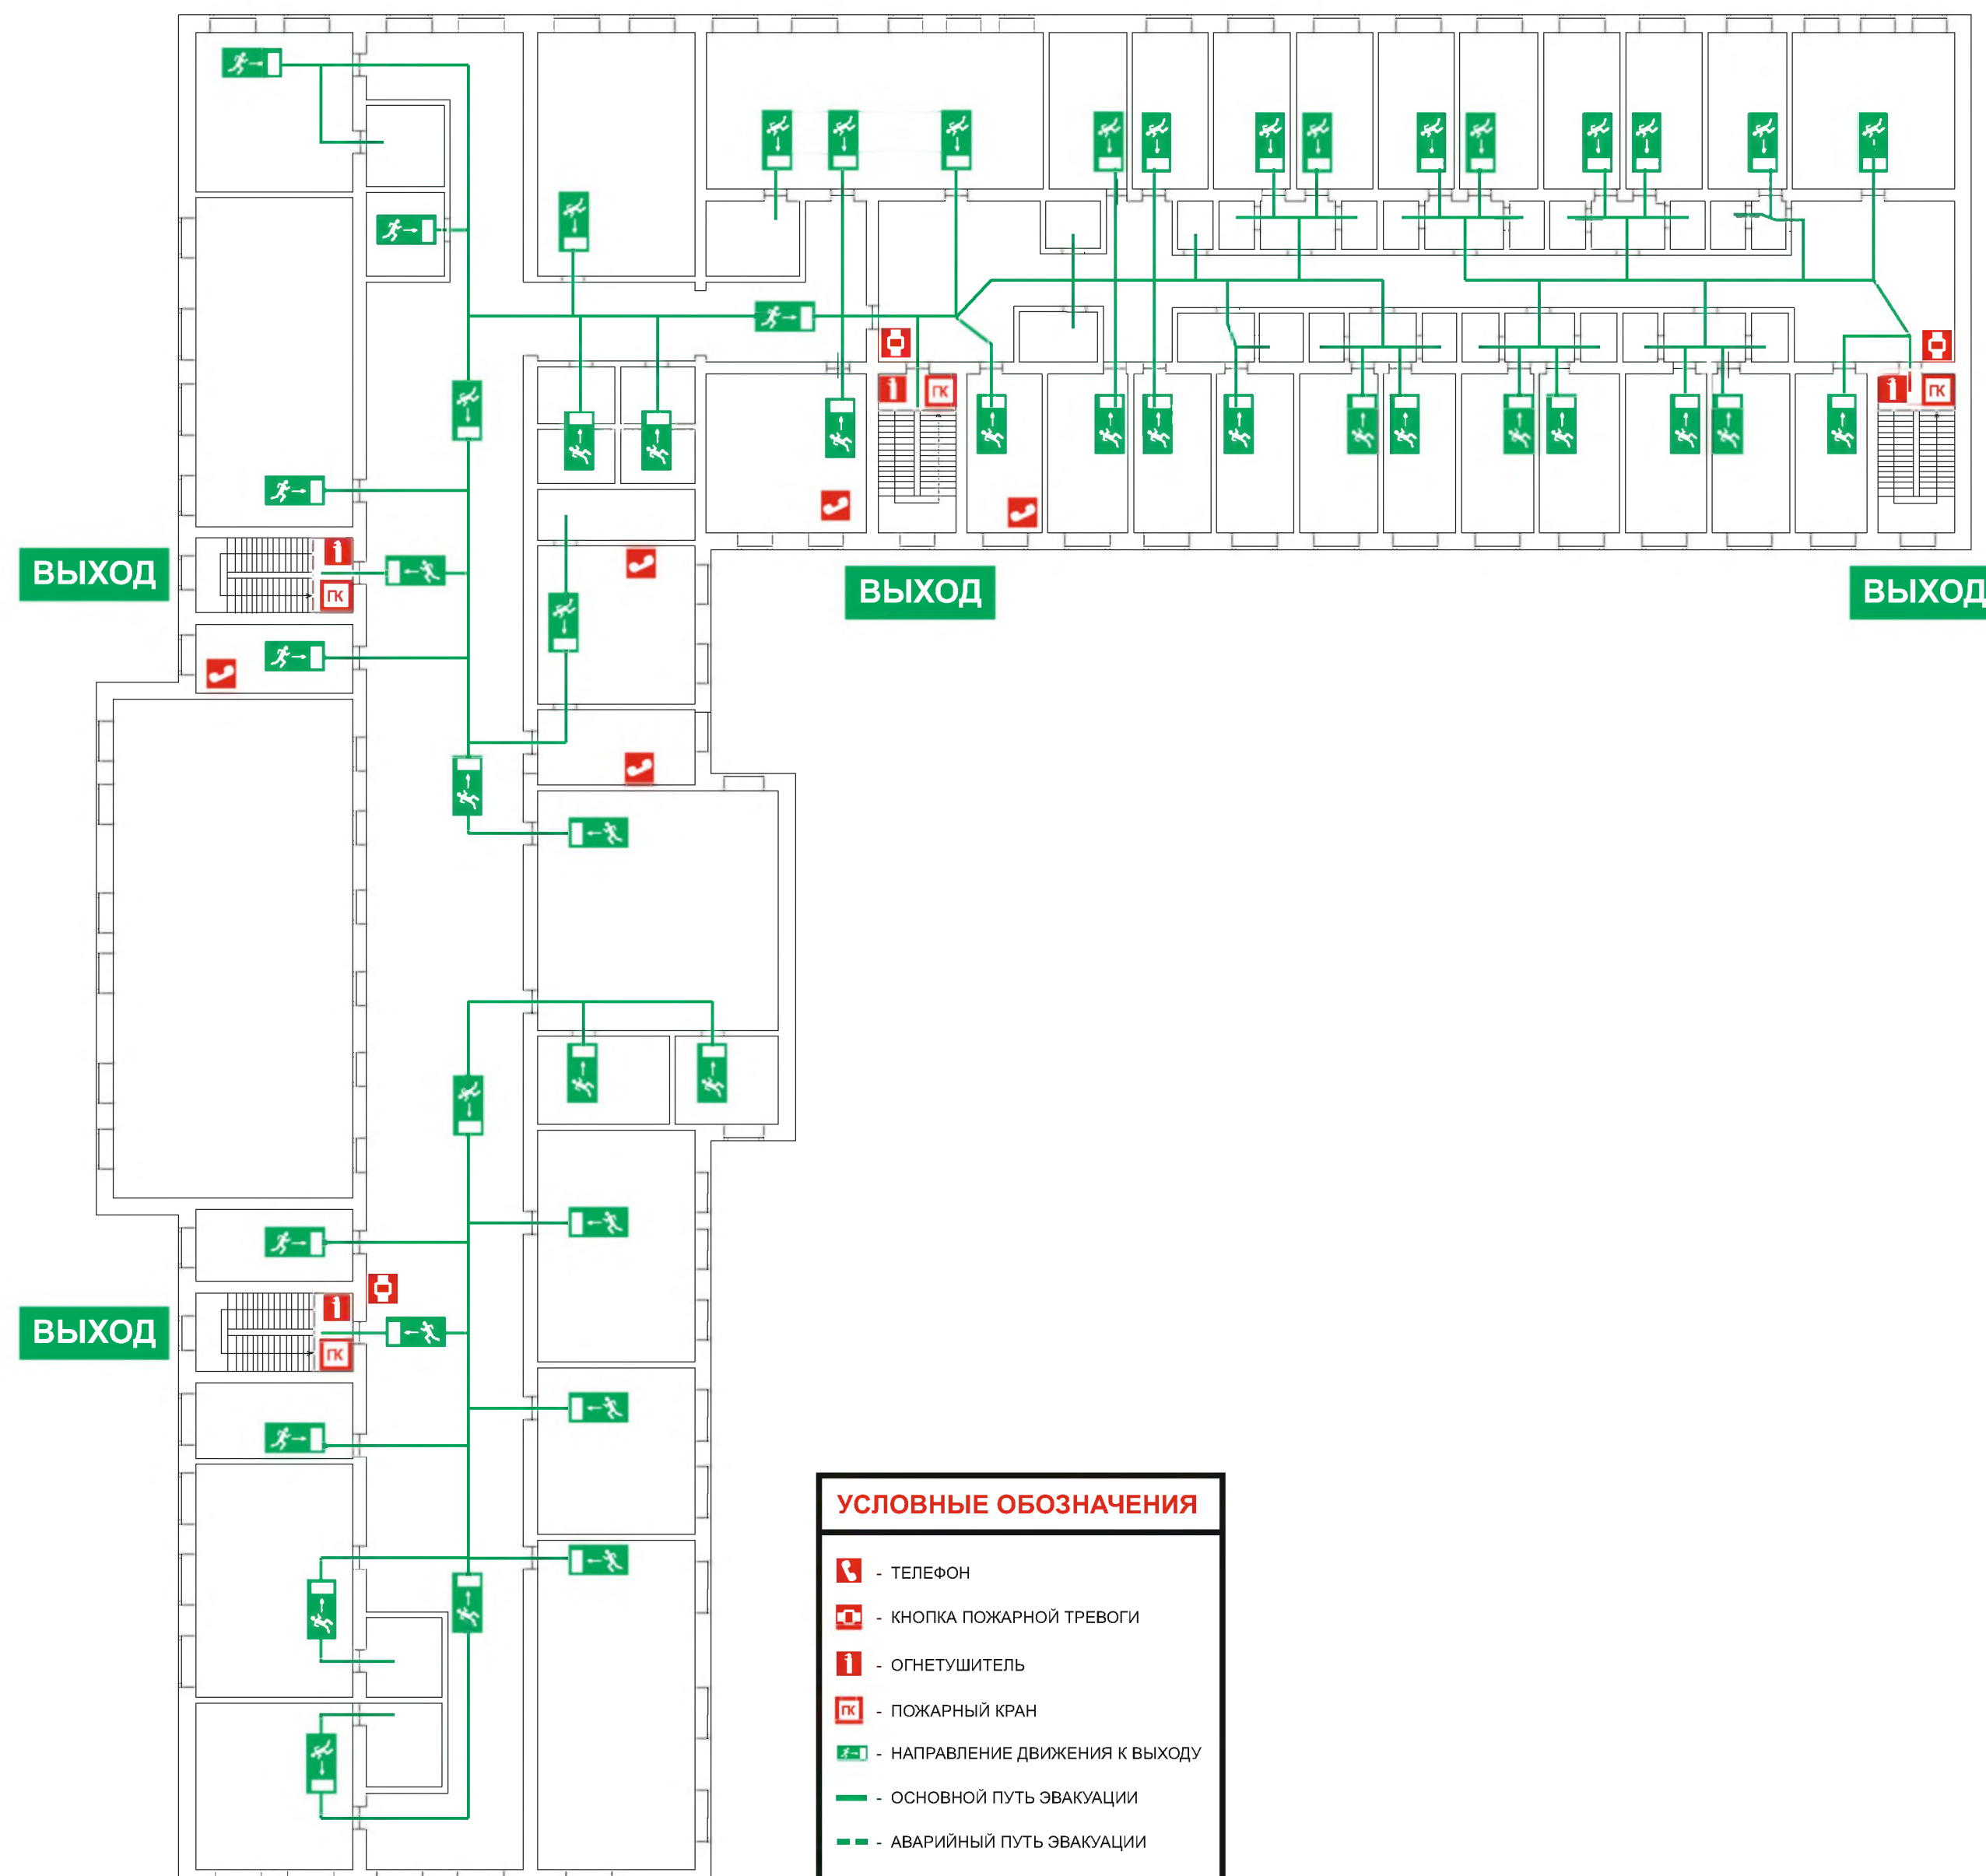 ГК
ГК
ГК
ВЫХОД
ВЫХОД
ВЫХОД
ВЫХОД
ГК
УСЛОВНЫЕ ОБОЗНАЧЕНИЯ
- ТЕЛЕФОН
- КНОПКА ПОЖАРНОЙ ТРЕВОГИ
- ОГНЕТУШИТЕЛЬ
ГК - ПОЖАРНЫЙ КРАН
- НАПРАВЛЕНИЕ ДВИЖЕНИЯ К ВЫХОДУ
- ОСНОВНОЙ ПУТЬ ЭВАКУАЦИИ
- АВАРИЙНЫЙ ПУТЬ ЭВАКУАЦИИ